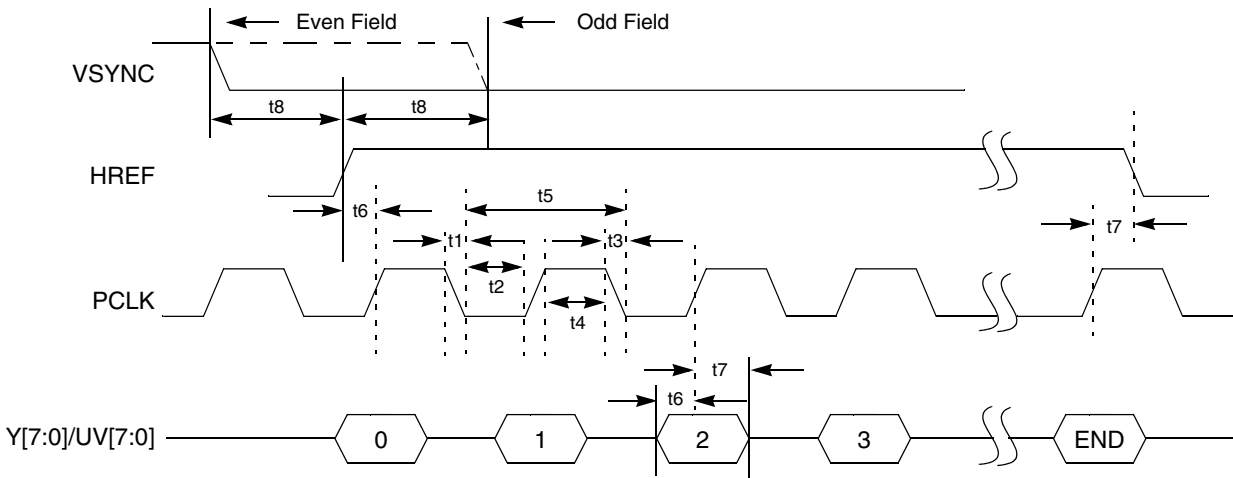 Even Field
Odd Field
VSYNC
t8
t8
HREF
t6
t5
t7
t1
t3
t2
PCLK
t4
t7
t6
Y[7:0]/UV[7:0]
0
1
2
3
END